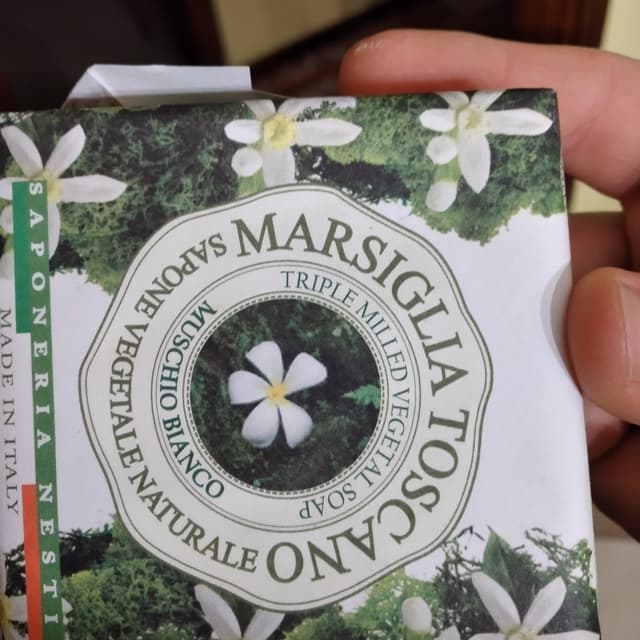 MARSIGLIA TOSCANO
SAPONE VEGETALE NATURALE
TRIPLE MILLED VEGETAL SOAP
MUSCHIO BIANCO
SAPONERIA NESTI
MADE IN ITALY